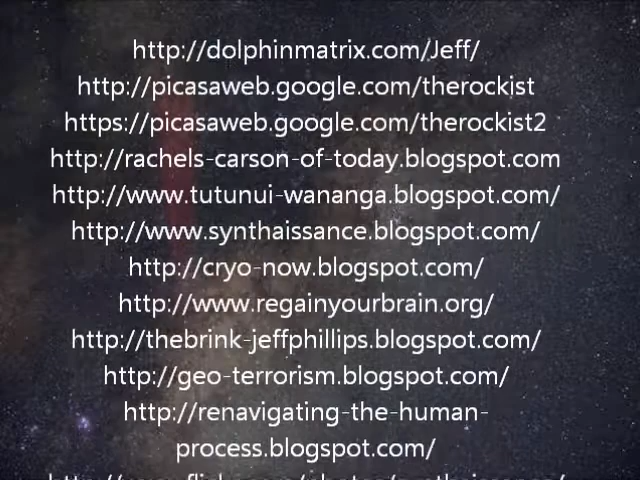 http://dolphinmatrix.com/Jeff/
http://picasaweb.google.com/therockist
https://picasaweb.google.com/therockist2
http://rachels-carson-of-today.blogspot.com
http://www.tutunui-wananga.blogspot.com/
http://www.synthaissance.blogspot.com/
http://cryo-now.blogspot.com/
http://www.regainyourbrain.org/
http://thebrink-jeffphillips.blogspot.com/
http://geo-terrorism.blogspot.com/
http://renavigating-the-human-
process.blogspot.com/